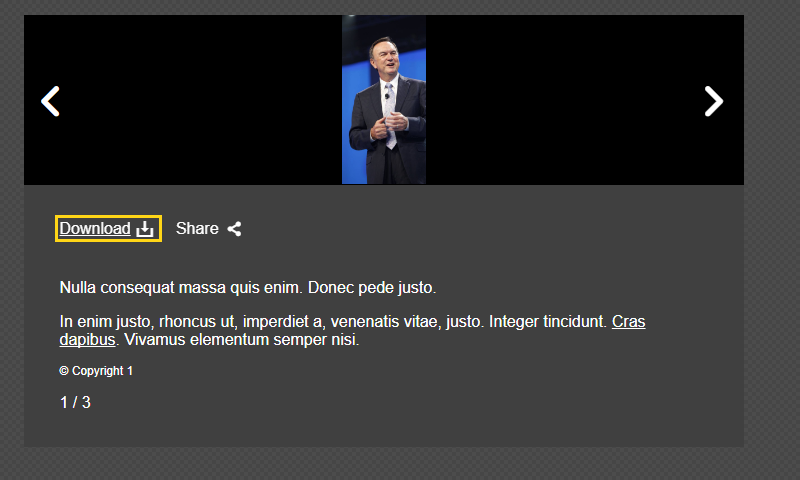 Download Share
Nulla consequat massa quis enim. Donec pede justo.
In enim justo, rhoncus ut, imperdiet a, venenatis vitae, justo. Integer tincidunt. Cras
dapibus. Vivamus elementum semper nisi.
© Copyright 1
1 / 3